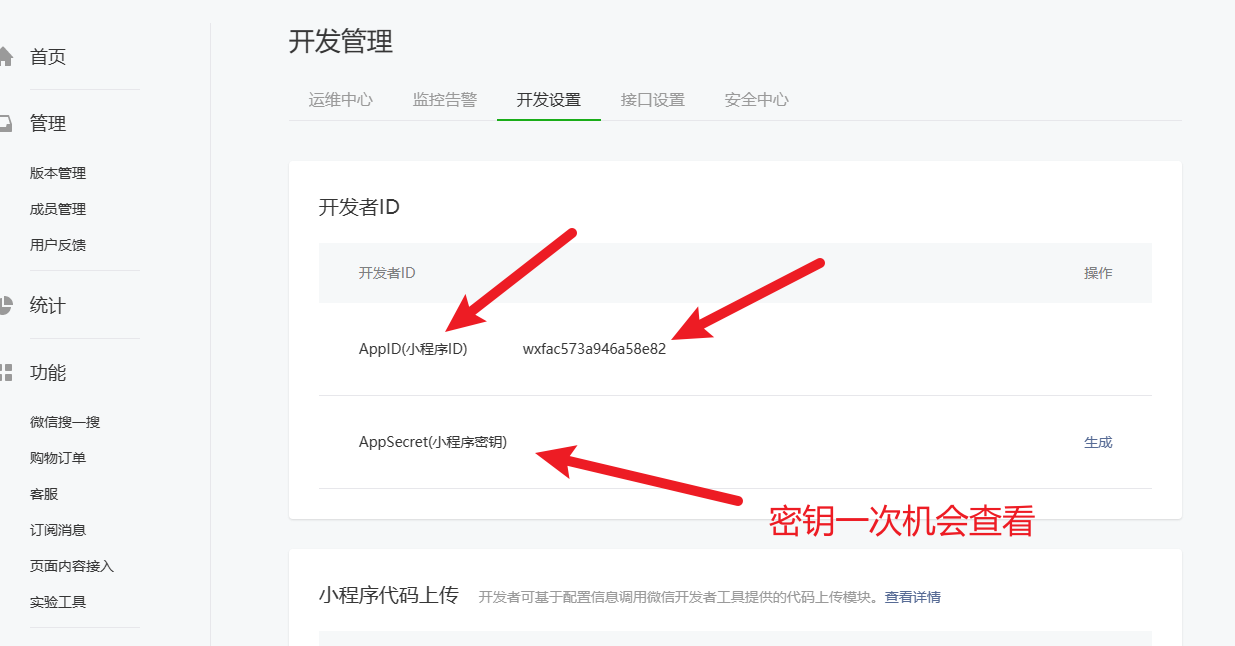 首页
管理
版本管理
成员管理
用户反馈
统计
功能
微信搜一搜
购物订单
客服
订阅消息
页面内容接入
实验工具
开发管理
运维中心 监控告警 开发设置 接口设置 安全中心
开发者ID
开发者ID 操作
AppID(小程序ID) wxfac573a946a58e82
AppSecret(小程序密钥) 生成
密钥一次机会查看
小程序代码上传 开发者可基于配置信息调用微信开发者工具提供的代码上传模块。查看详情